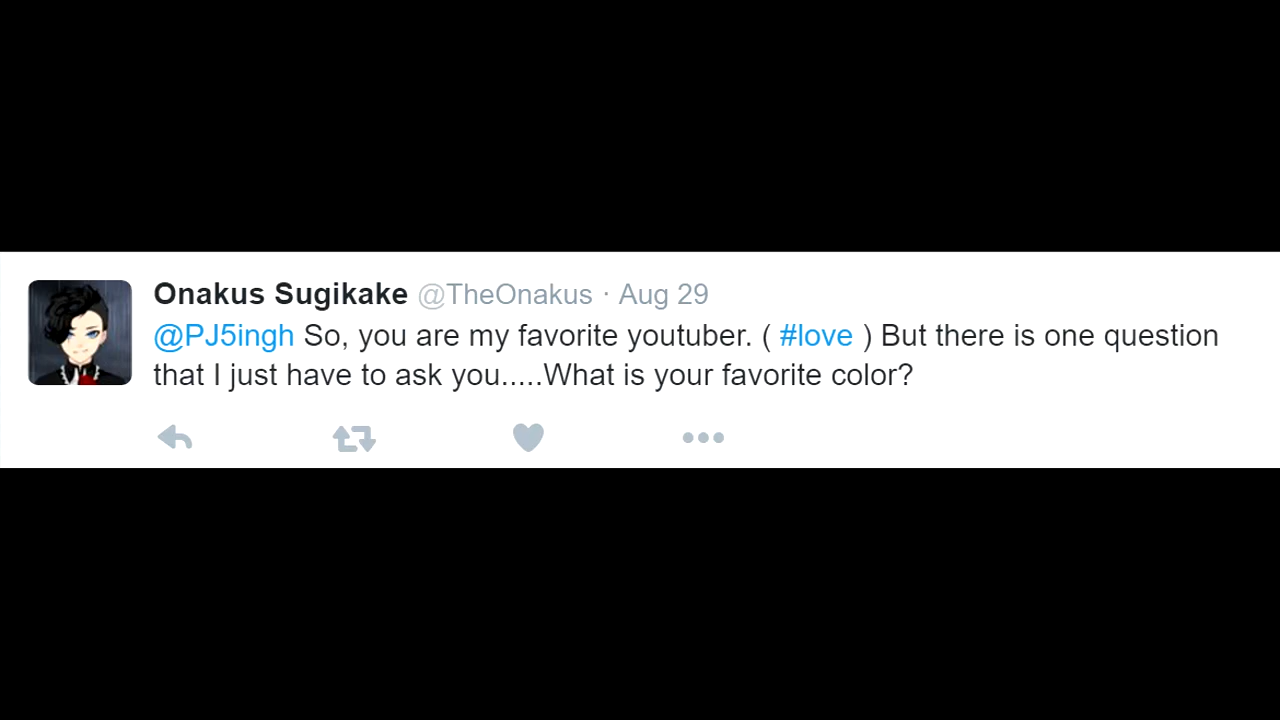 Onakus Sugikake @TheOnakus · Aug 29
@PJ5ingh So, you are my favorite youtuber. ( #love ) But there is one question
that I just have to ask you.....What is your favorite color?